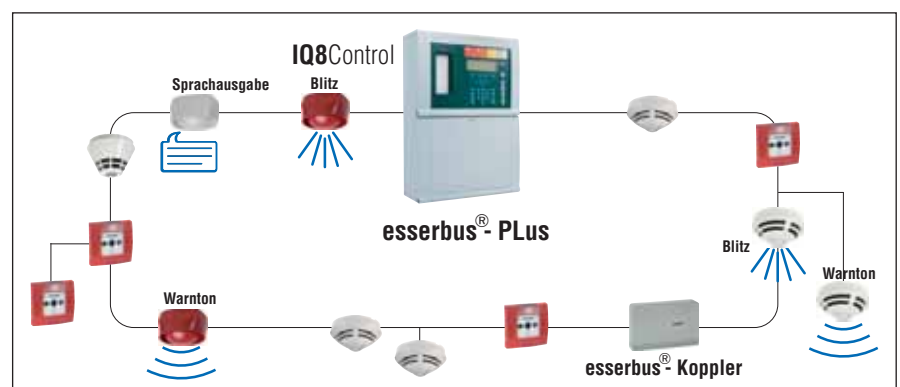 IQ8Control
Sprachausgabe
Blitz
esserbus®- PLus
Blitz
Warnton
Warnton
esserbus®- Koppler